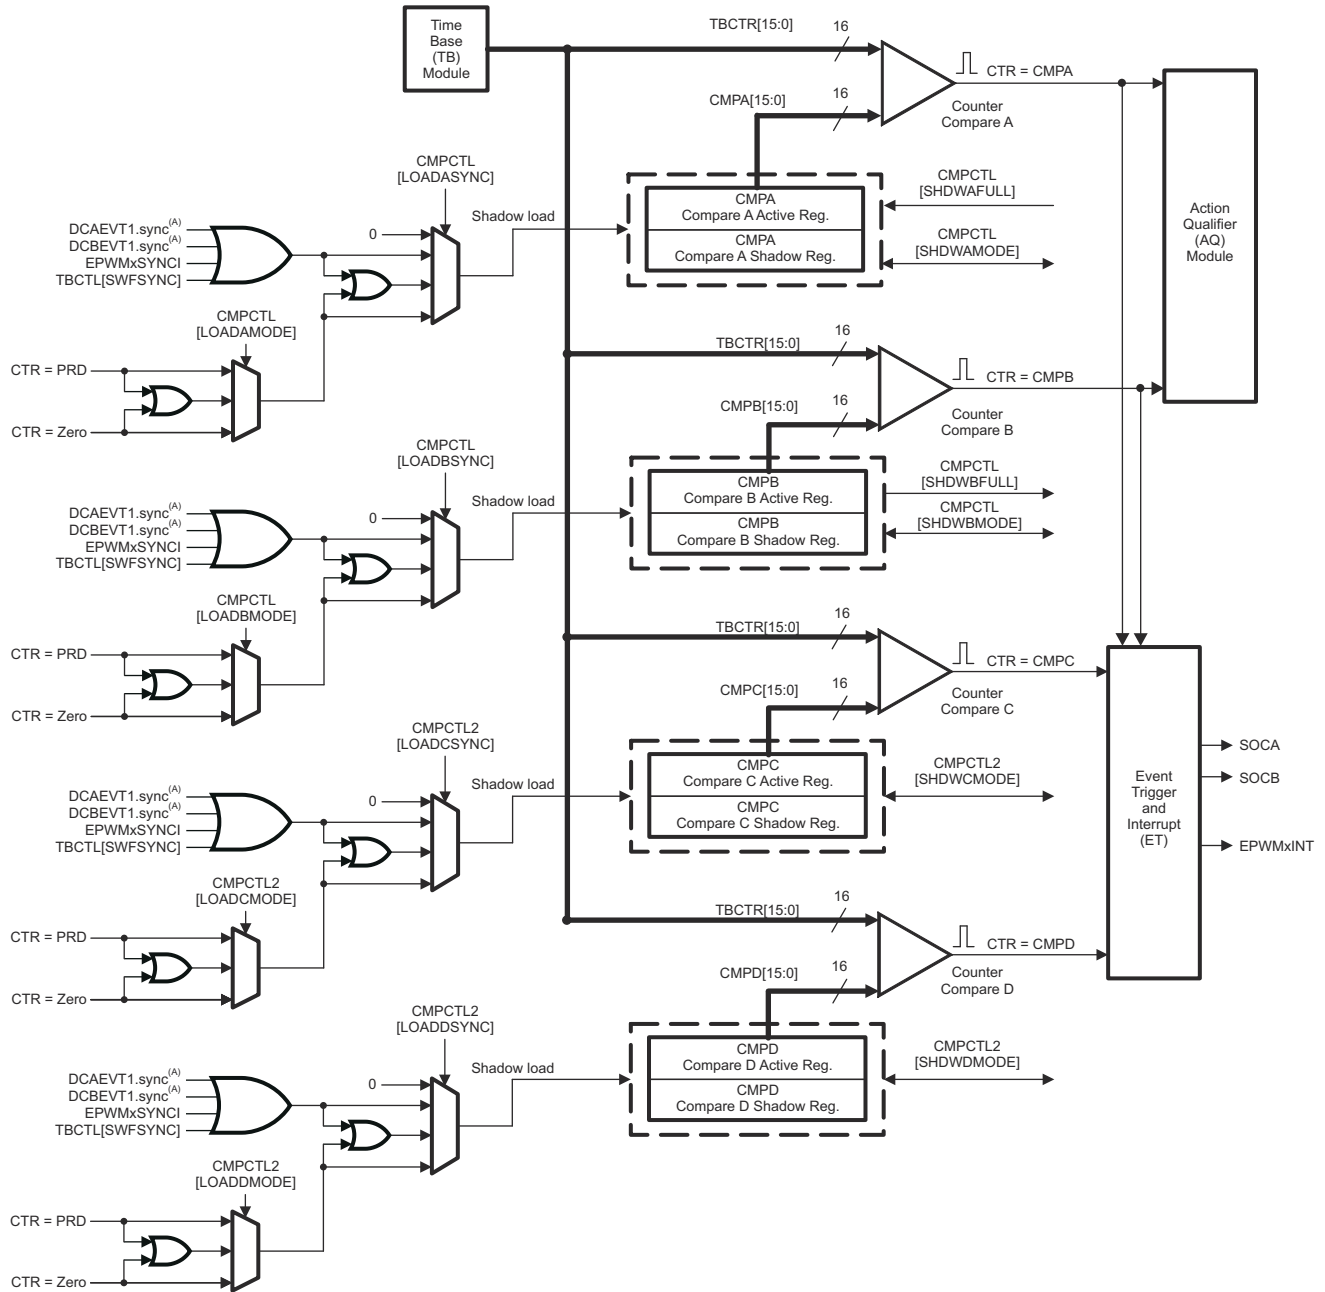 Time
Base
(TB)
Module
TBCTR[15:0]
16
CTR = CMPA
CMPA[15:0]
16
Counter
Compare A
CMPCTL
[LOADASYNC]
Shadow load
0
DCAEVT1.sync(A)
DCBEVT1.sync(A)
EPWMxSYNCI
TBCTL[SWFSYNC]
CMPA
Compare A Active Reg.
CMPA
Compare A Shadow Reg.
CMPCTL
[SHDWAFULL]
CMPCTL
[SHDWAMODE]
Action
Qualifier
(AQ)
Module
CMPCTL
[LOADAMODE]
CTR = PRD
CTR = Zero
TBCTR[15:0]
16
CTR = CMPB
CMPB[15:0]
16
Counter
Compare B
CMPCTL
[LOADBSYNC]
Shadow load
0
DCAEVT1.sync(A)
DCBEVT1.sync(A)
EPWMxSYNCI
TBCTL[SWFSYNC]
CMPB
Compare B Active Reg.
CMPB
Compare B Shadow Reg.
CMPCTL
[SHDWBFULL]
CMPCTL
[SHDWBMODE]
CMPCTL
[LOADBMODE]
CTR = PRD
CTR = Zero
TBCTR[15:0]
16
CTR = CMPC
CMPC[15:0]
16
Counter
Compare C
CMPCTL2
[LOADCSYNC]
Shadow load
0
DCAEVT1.sync(A)
DCBEVT1.sync(A)
EPWMxSYNCI
TBCTL[SWFSYNC]
CMPC
Compare C Active Reg.
CMPC
Compare C Shadow Reg.
CMPCTL2
[SHDWCMODE]
Event
Trigger
and
Interrupt
(ET)
SOCA
SOCB
EPWMxINT
CMPCTL2
[LOADCMODE]
CTR = PRD
CTR = Zero
TBCTR[15:0]
16
CTR = CMPD
CMPD[15:0]
16
Counter
Compare D
CMPCTL2
[LOADDSYNC]
Shadow load
0
DCAEVT1.sync(A)
DCBEVT1.sync(A)
EPWMxSYNCI
TBCTL[SWFSYNC]
CMPD
Compare D Active Reg.
CMPD
Compare D Shadow Reg.
CMPCTL2
[SHDWDMODE]
CMPCTL2
[LOADDMODE]
CTR = PRD
CTR = Zero